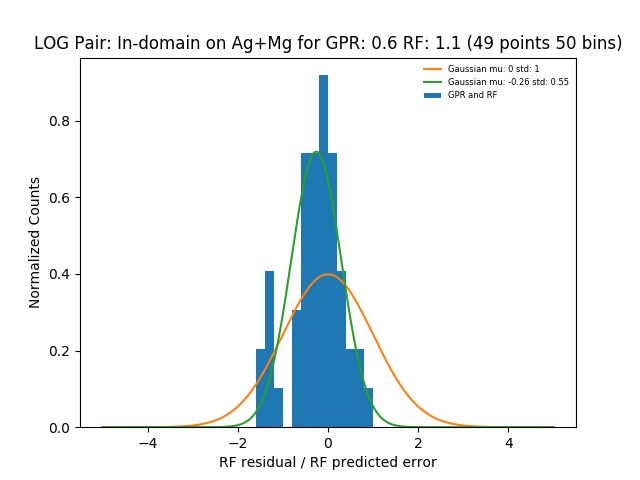 LOG Pair: In-domain on Ag+Mg for GPR: 0.6 RF: 1.1 (49 points 50 bins)
Gaussian mu: 0 std: 1
Gaussian mu: -0.26 std: 0.55
GPR and RF
Normalized Counts
0.8
0.6
0.4
0.2
0.0
−4 −2 0 2 4
RF residual / RF predicted error